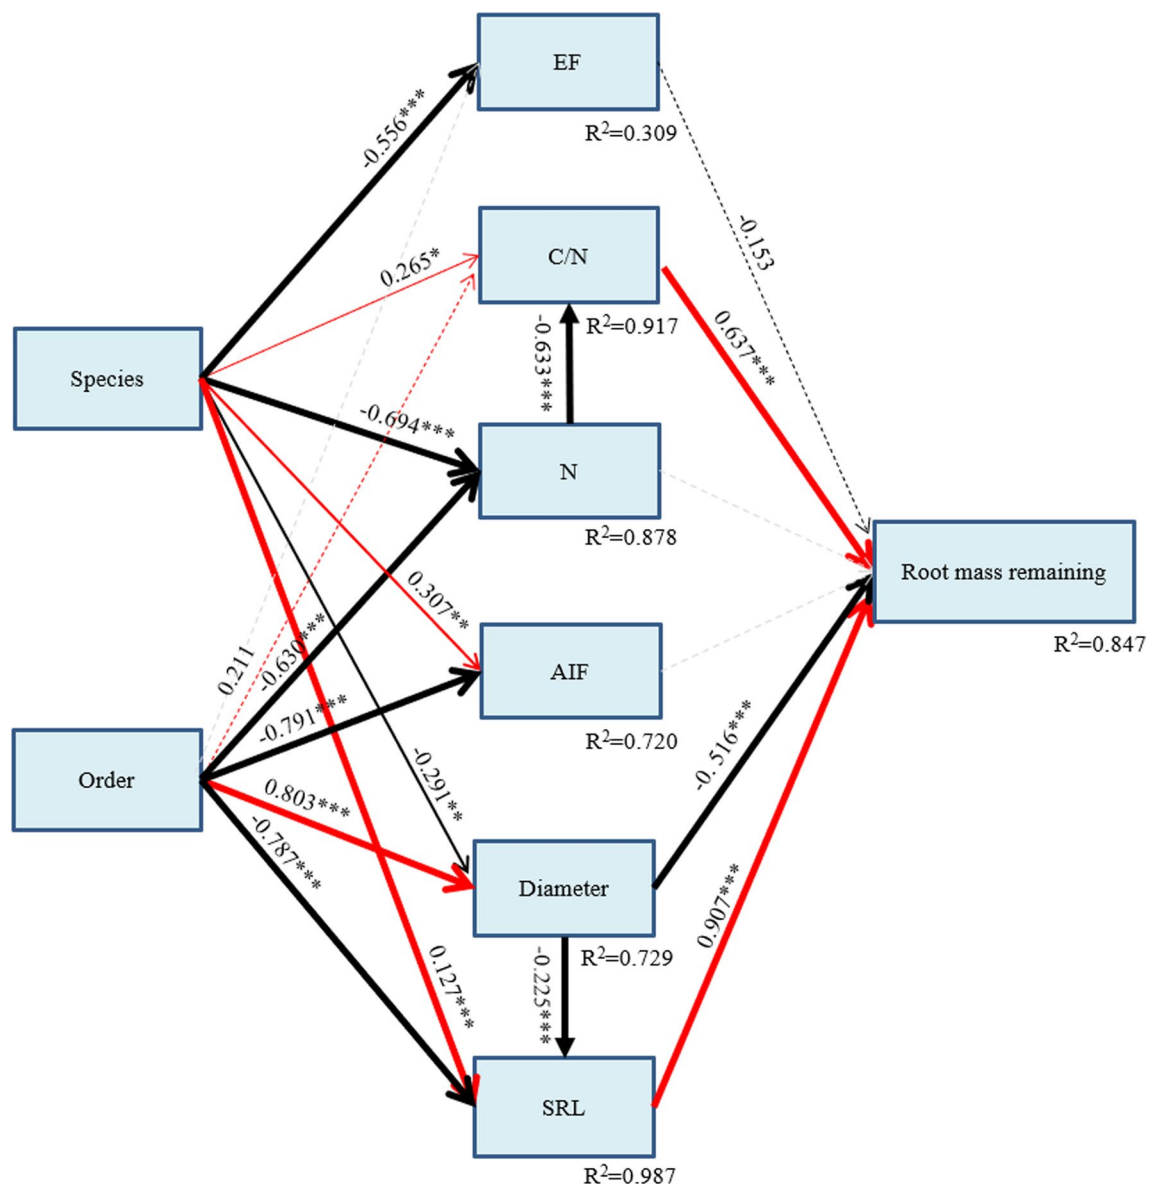 EF
R²=0.309
-0.556***
-0.153
C/N
R²=0.917
0.265*
0.637***
-0.633***
Species
-0.694***
N
R²=0.878
Root mass remaining
R²=0.847
0.307**
0.211
-0.630***
AIF
R²=0.720
-0.791***
Order
-0.291**
0.803***
-0.516***
-0.787***
Diameter
R²=0.729
0.907***
0.127***
-0.225***
SRL
R²=0.987